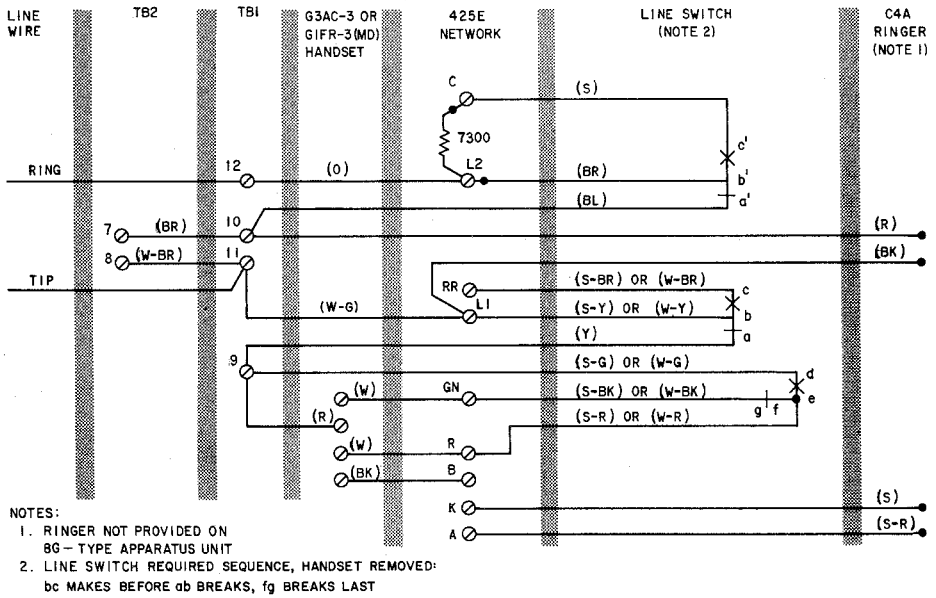 LINE WIRE
TB2
TB1
G3AC-3 OR
G1FR-3(MD)
HANDSET
425E
NETWORK
LINE SWITCH
(NOTE 2)
C4A
RINGER
(NOTE 1)
C
(S)
7300
c'
RING
12
(O)
L2
(BR)
b'
(BL)
a'
7
(BR)
10
(R)
8
(W-BR)
11
(BK)
TIP
RR
(S-BR) OR (W-BR)
c
(W-G)
L1
(S-Y) OR (W-Y)
b
(Y)
a
9
(S-G) OR (W-G)
d
(W)
GN
(S-BK) OR (W-BK)
g
f
e
(R)
(S-R) OR (W-R)
(W)
R
(BK)
B
K
(S)
A
(S-R)
NOTES:
1. RINGER NOT PROVIDED ON
8G-TYPE APPARATUS UNIT
2. LINE SWITCH REQUIRED SEQUENCE, HANDSET REMOVED:
bc MAKES BEFORE ab BREAKS, fg BREAKS LAST